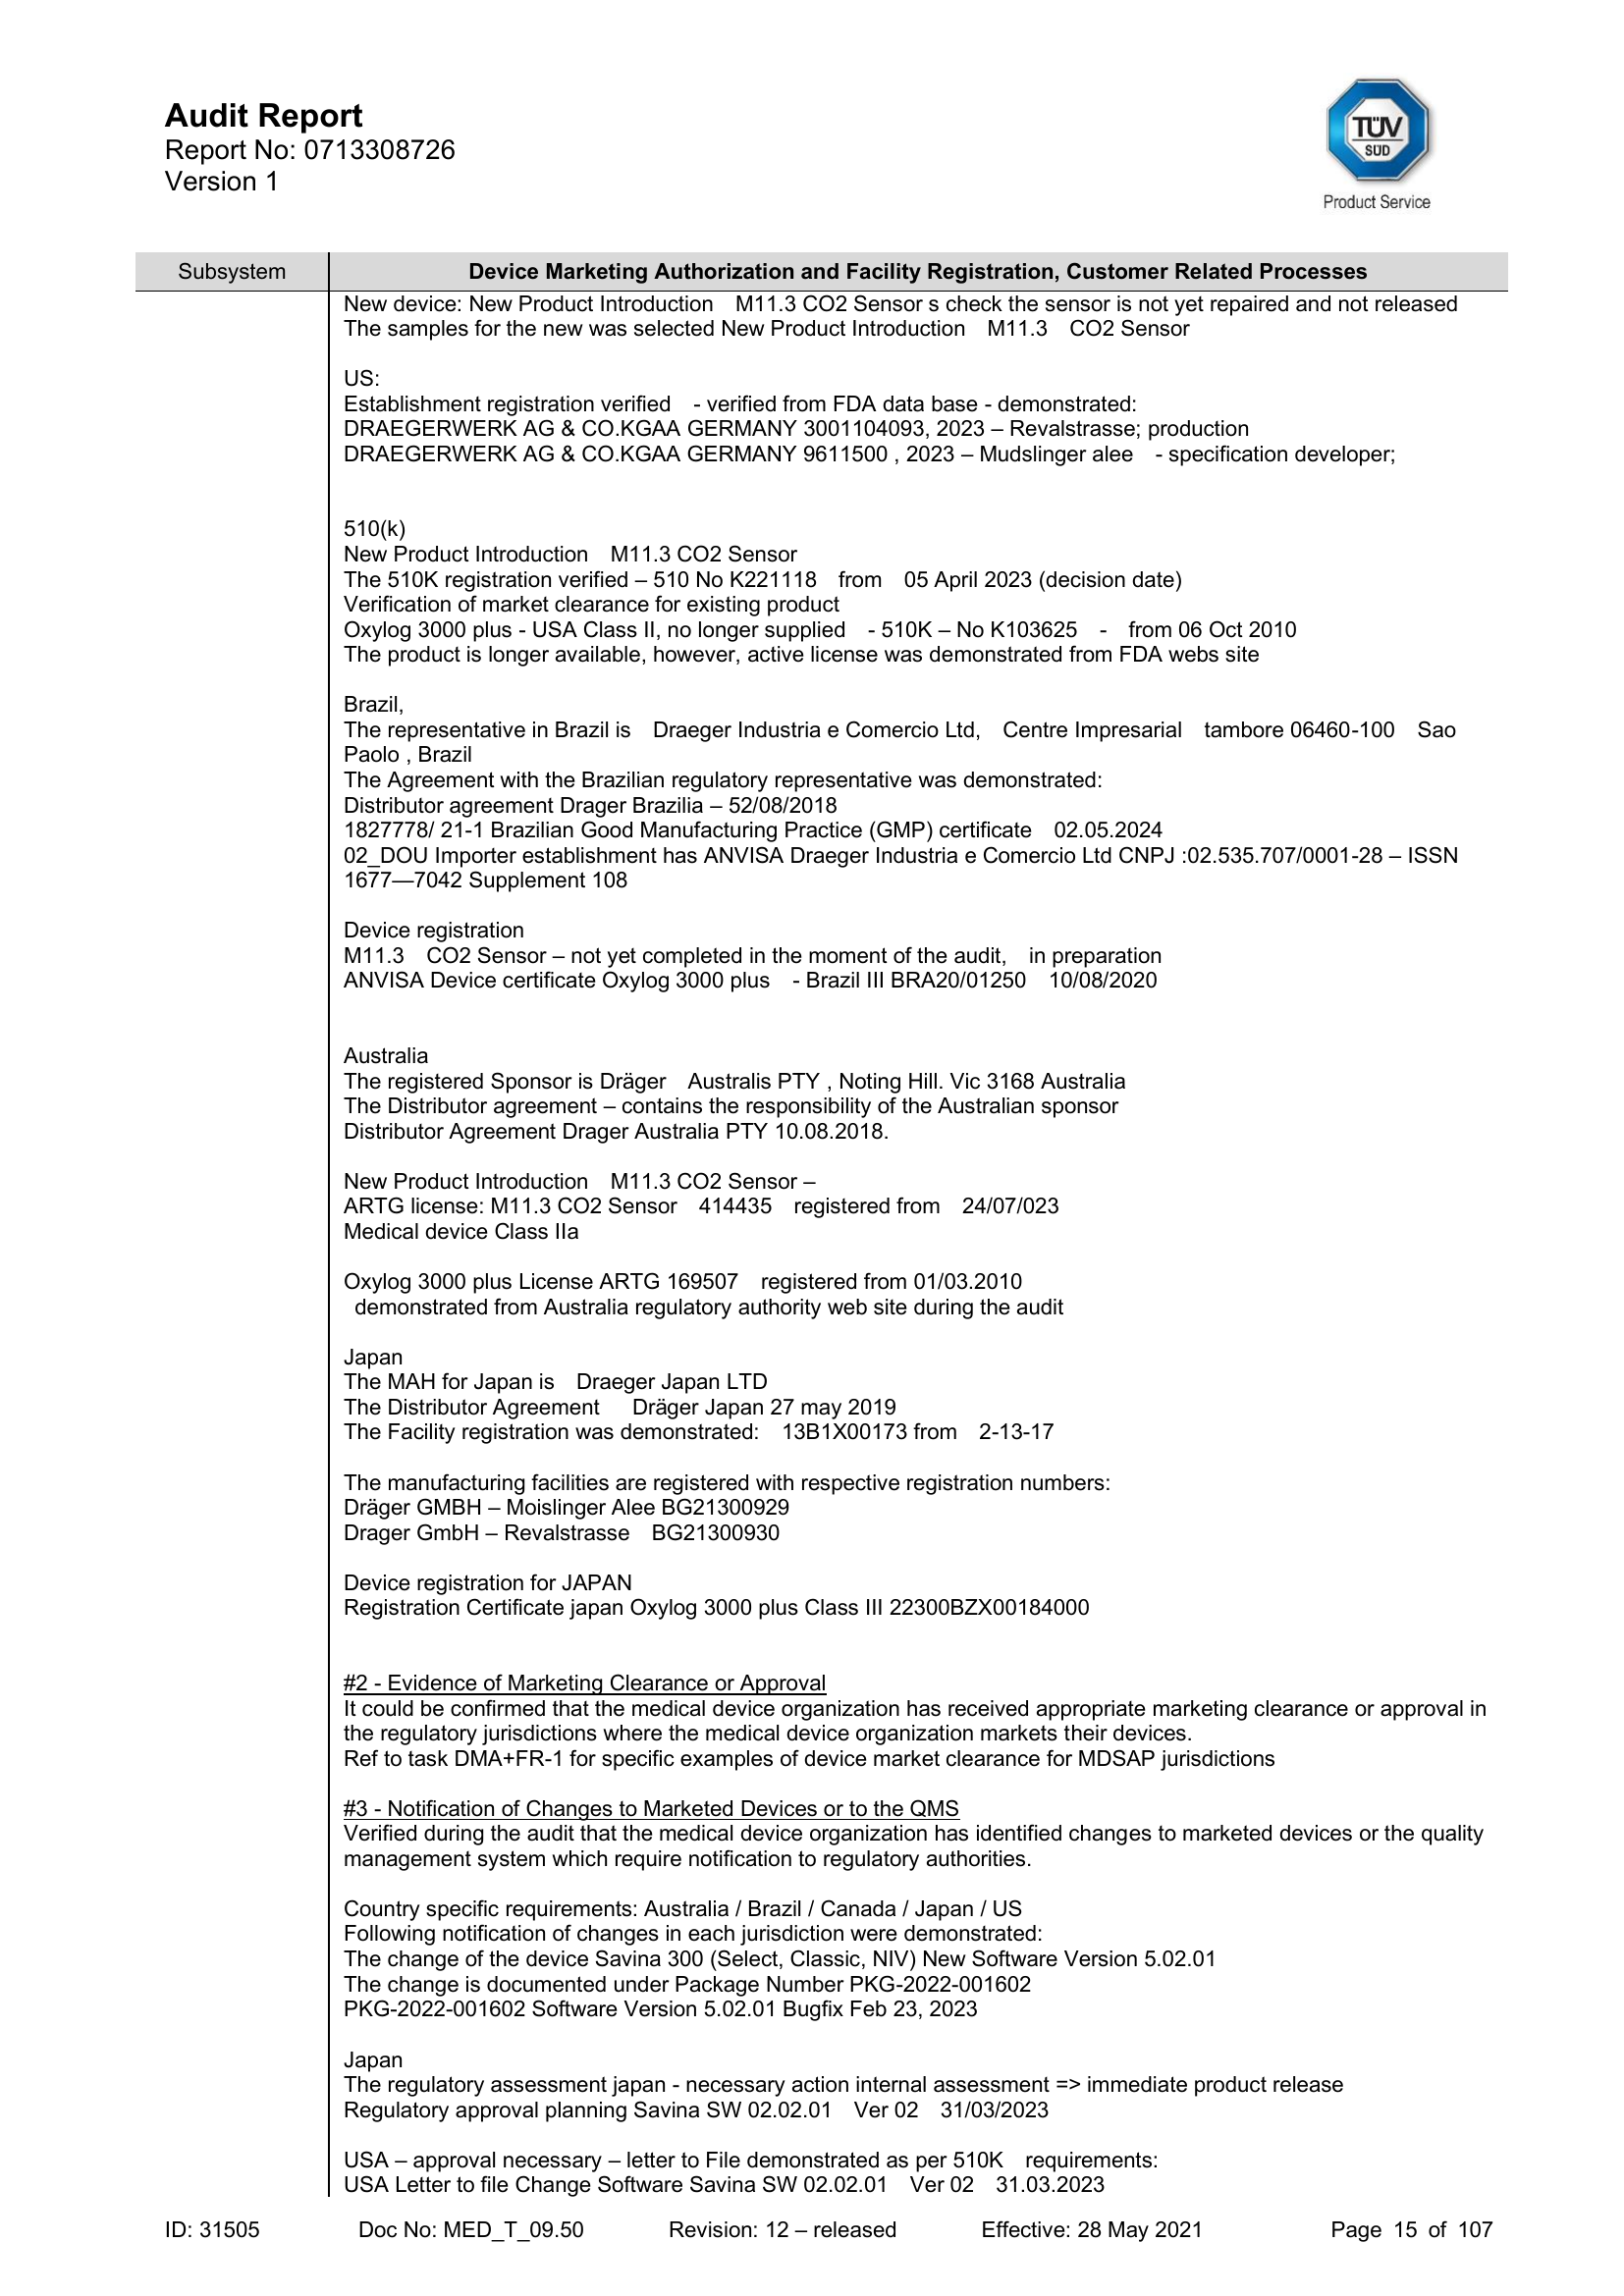 Audit Report
Report No: 0713308726
Version 1
TÜV
SÜD
Product Service
Subsystem Device Marketing Authorization and Facility Registration, Customer Related Processes
New device: New Product Introduction M11.3 CO2 Sensor s check the sensor is not yet repaired and not released
The samples for the new was selected New Product Introduction M11.3 CO2 Sensor
US:
Establishment registration verified - verified from FDA data base - demonstrated:
DRAEGERWERK AG & CO.KGAA GERMANY 3001104093, 2023 – Revalstrasse; production
DRAEGERWERK AG & CO.KGAA GERMANY 9611500 , 2023 – Mudslinger alee - specification developer;
510(k)
New Product Introduction M11.3 CO2 Sensor
The 510K registration verified – 510 No K221118 from 05 April 2023 (decision date)
Verification of market clearance for existing product
Oxylog 3000 plus - USA Class II, no longer supplied - 510K – No K103625 - from 06 Oct 2010
The product is longer available, however, active license was demonstrated from FDA webs site
Brazil,
The representative in Brazil is Draeger Industria e Comercio Ltd, Centre Impresarial tambore 06460-100 Sao
Paolo , Brazil
The Agreement with the Brazilian regulatory representative was demonstrated:
Distributor agreement Drager Brazilia – 52/08/2018
1827778/ 21-1 Brazilian Good Manufacturing Practice (GMP) certificate 02.05.2024
02_DOU Importer establishment has ANVISA Draeger Industria e Comercio Ltd CNPJ :02.535.707/0001-28 – ISSN
1677—7042 Supplement 108
Device registration
M11.3 CO2 Sensor – not yet completed in the moment of the audit, in preparation
ANVISA Device certificate Oxylog 3000 plus - Brazil III BRA20/01250 10/08/2020
Australia
The registered Sponsor is Dräger Australis PTY , Noting Hill. Vic 3168 Australia
The Distributor agreement – contains the responsibility of the Australian sponsor
Distributor Agreement Drager Australia PTY 10.08.2018.
New Product Introduction M11.3 CO2 Sensor –
ARTG license: M11.3 CO2 Sensor 414435 registered from 24/07/023
Medical device Class IIa
Oxylog 3000 plus License ARTG 169507 registered from 01/03.2010
demonstrated from Australia regulatory authority web site during the audit
Japan
The MAH for Japan is Draeger Japan LTD
The Distributor Agreement Dräger Japan 27 may 2019
The Facility registration was demonstrated: 13B1X00173 from 2-13-17
The manufacturing facilities are registered with respective registration numbers:
Dräger GMBH – Moislinger Alee BG21300929
Drager GmbH – Revalstrasse BG21300930
Device registration for JAPAN
Registration Certificate japan Oxylog 3000 plus Class III 22300BZX00184000
#2 - Evidence of Marketing Clearance or Approval
It could be confirmed that the medical device organization has received appropriate marketing clearance or approval in
the regulatory jurisdictions where the medical device organization markets their devices.
Ref to task DMA+FR-1 for specific examples of device market clearance for MDSAP jurisdictions
#3 - Notification of Changes to Marketed Devices or to the QMS
Verified during the audit that the medical device organization has identified changes to marketed devices or the quality
management system which require notification to regulatory authorities.
Country specific requirements: Australia / Brazil / Canada / Japan / US
Following notification of changes in each jurisdiction were demonstrated:
The change of the device Savina 300 (Select, Classic, NIV) New Software Version 5.02.01
The change is documented under Package Number PKG-2022-001602
PKG-2022-001602 Software Version 5.02.01 Bugfix Feb 23, 2023
Japan
The regulatory assessment japan - necessary action internal assessment => immediate product release
Regulatory approval planning Savina SW 02.02.01 Ver 02 31/03/2023
USA – approval necessary – letter to File demonstrated as per 510K requirements:
USA Letter to file Change Software Savina SW 02.02.01 Ver 02 31.03.2023
ID: 31505 Doc No: MED_T_09.50 Revision: 12 – released Effective: 28 May 2021 Page 15 of 107